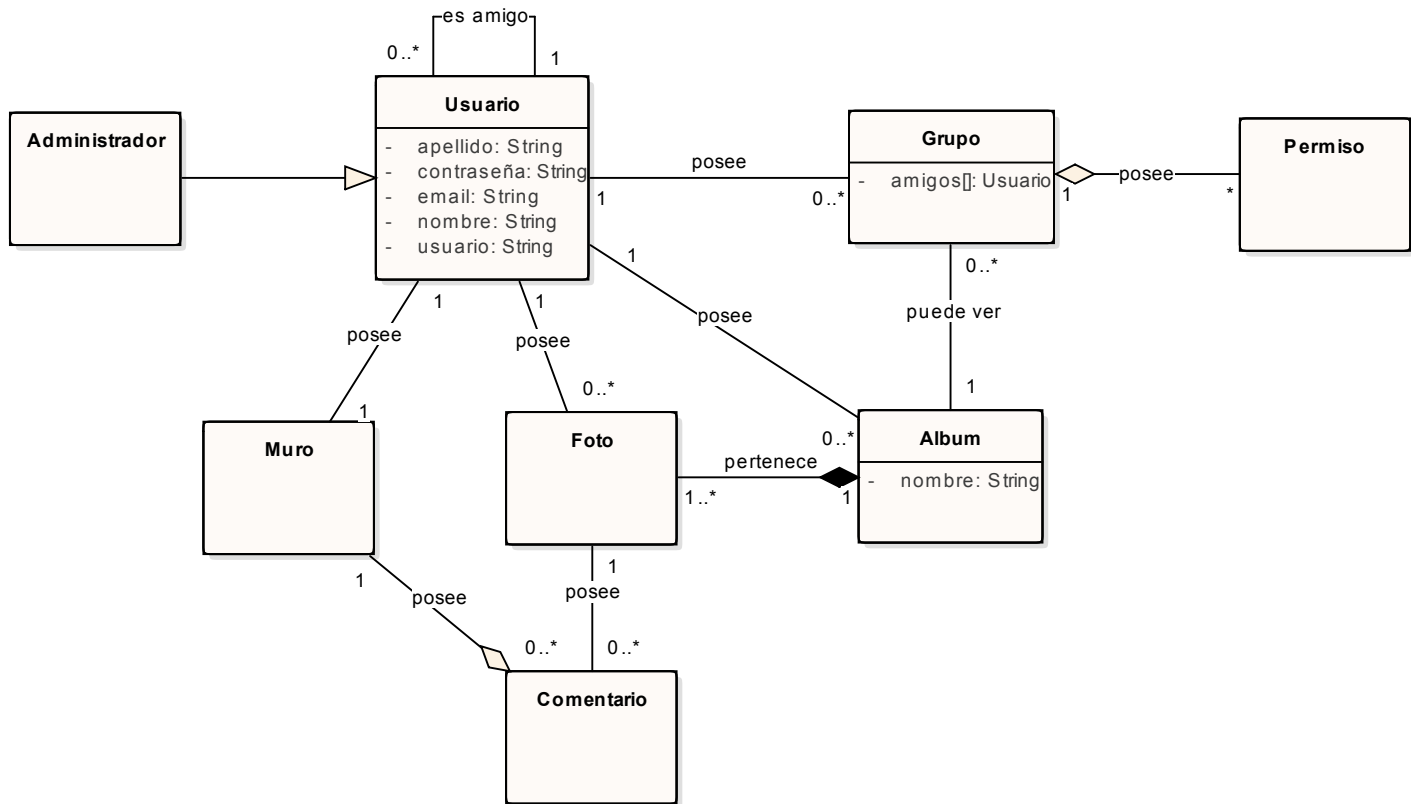 es amigo
0..*
1
Usuario
- apellido: String
- contraseña: String
- email: String
- nombre: String
- usuario: String
Administrador
posee
1
0..*
Grupo
- amigos[]: Usuario
1
posee
*
Permiso
1
posee
0..*
0..*
puede ver
1
1
posee
1
1
posee
0..*
Muro
Foto
pertenece
1..*
1
Album
- nombre: String
1
posee
0..*
1
posee
0..*
Comentario